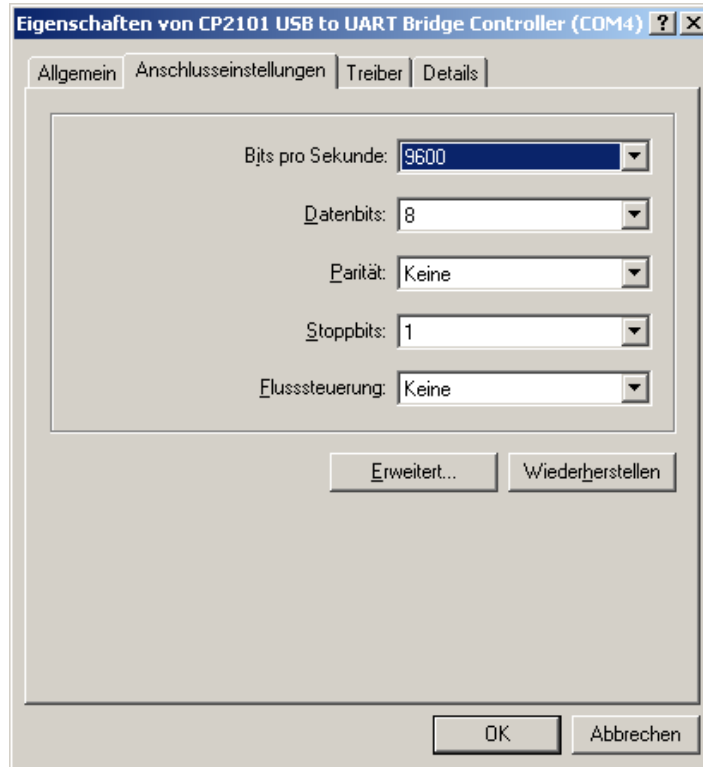 Eigenschaften von CP2101 USB to UART Bridge Controller (COM4) ? X
Allgemein Anschlusseinstellungen Treiber Details
Bits pro Sekunde: 9600
Datenbits: 8
Parität: Keine
Stoppbits: 1
Flusssteuerung: Keine
Erweitert... Wiederherstellen
OK Abbrechen